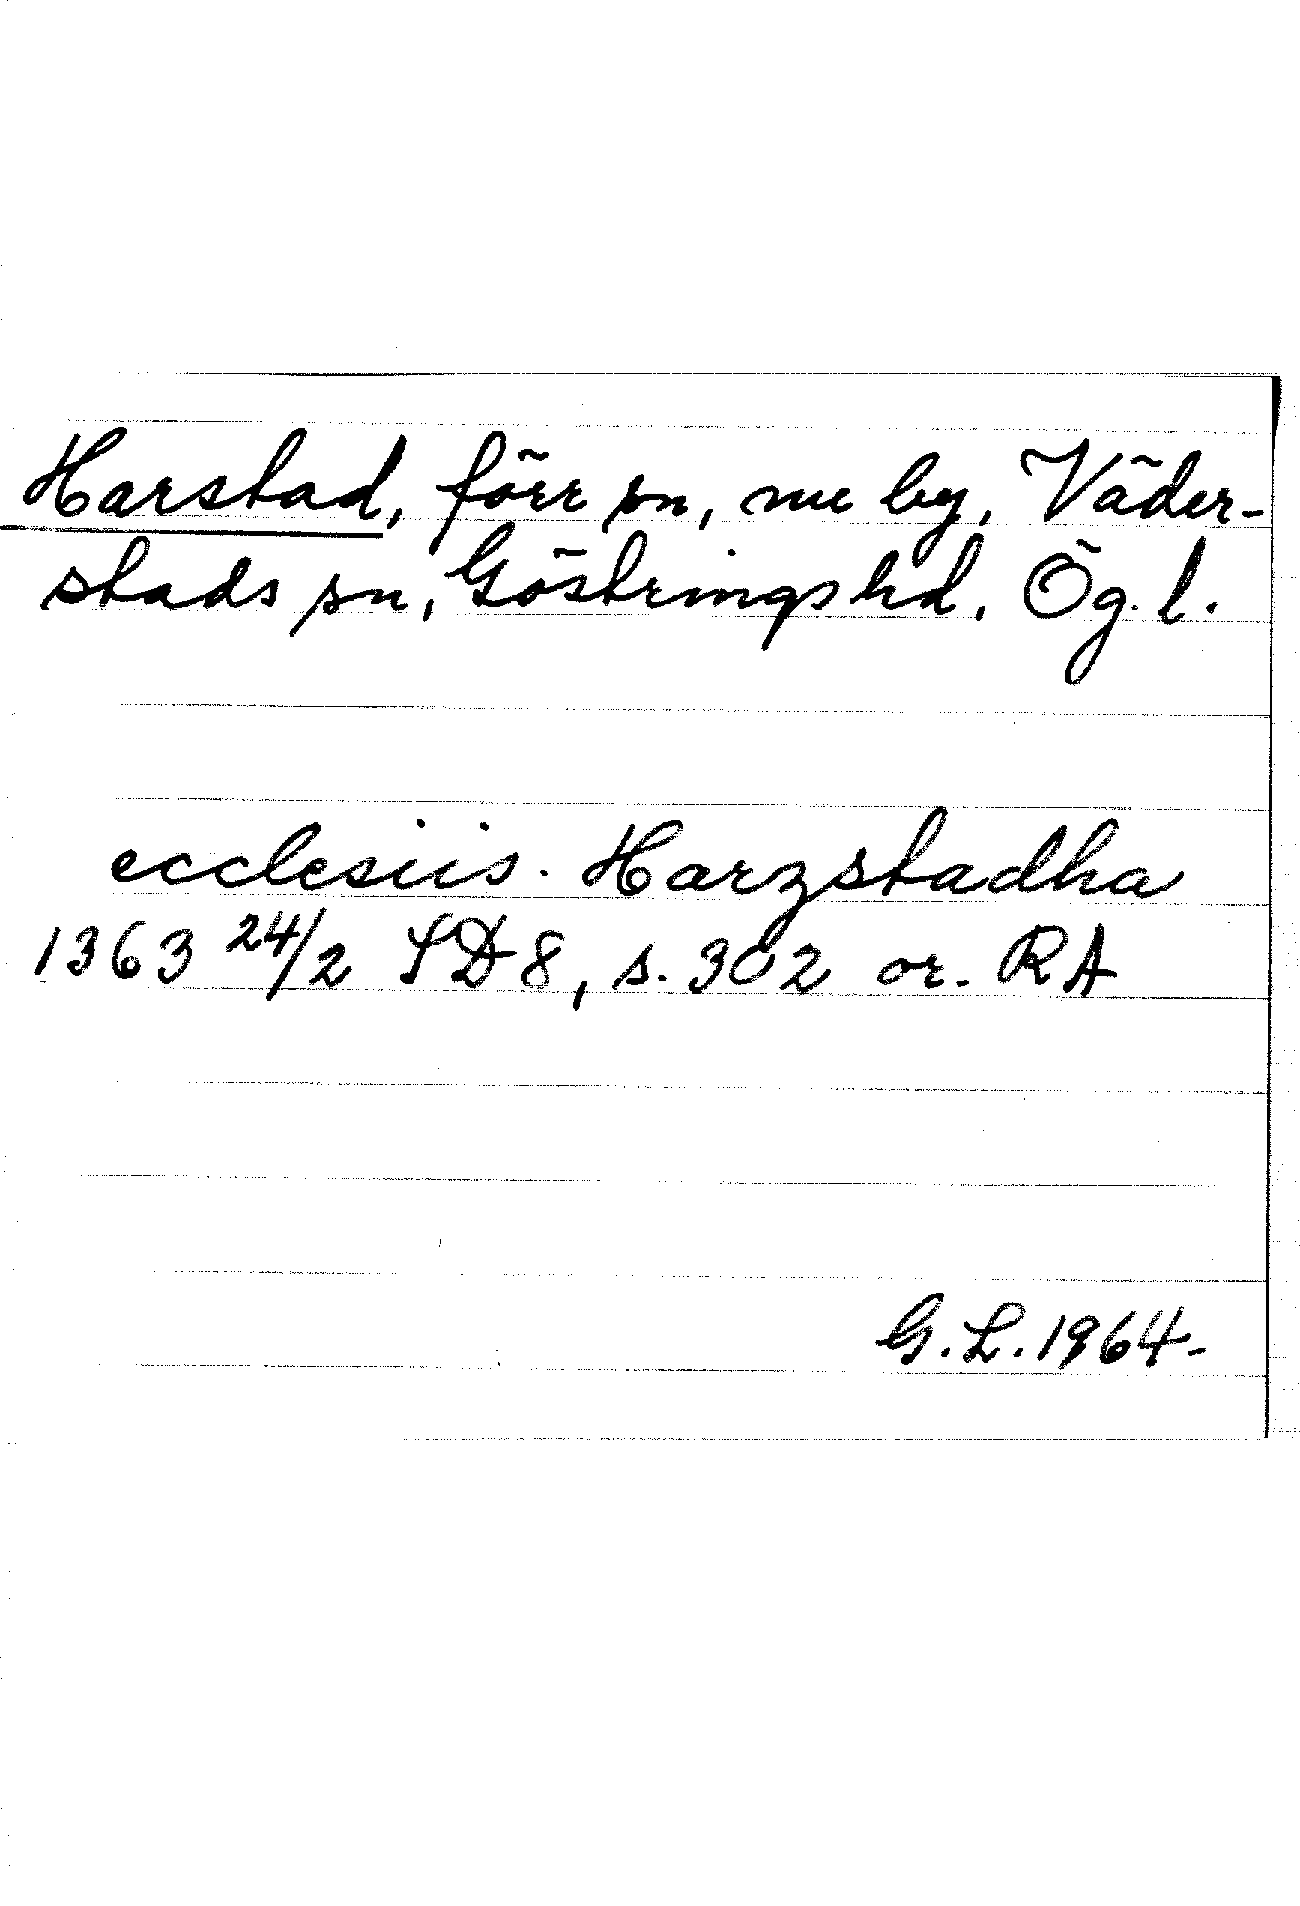 Harstad, förr sn, nu by, Väder-
stads sn, Göstringshd, Ög. l.
ecclesiis. Harzstadha
1363 24/2 SD 8, s. 302 or. RA
G. L. 1964-